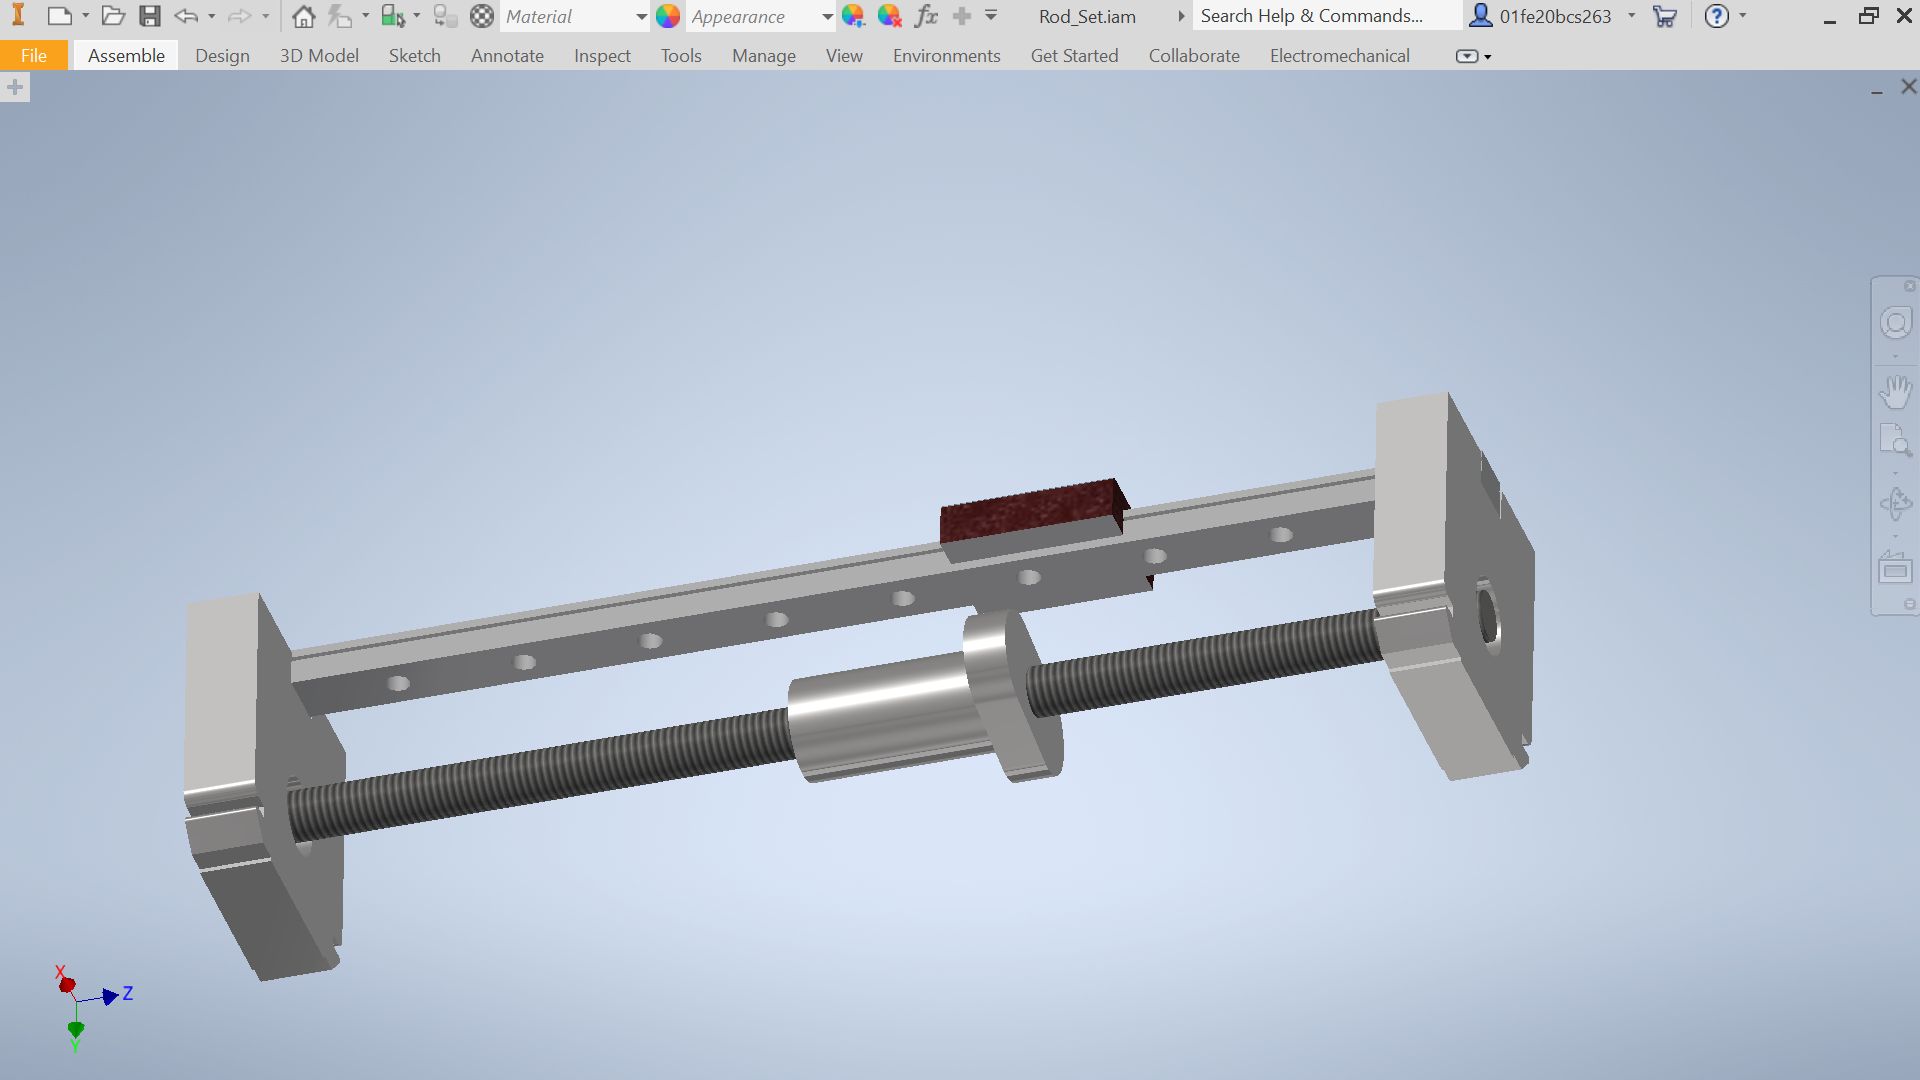 Material
Appearance
fx
Rod_Set.iam
Search Help & Commands...
01fe20bcs263
File
Assemble
Design
3D Model
Sketch
Annotate
Inspect
Tools
Manage
View
Environments
Get Started
Collaborate
Electromechanical
X
Z
Y